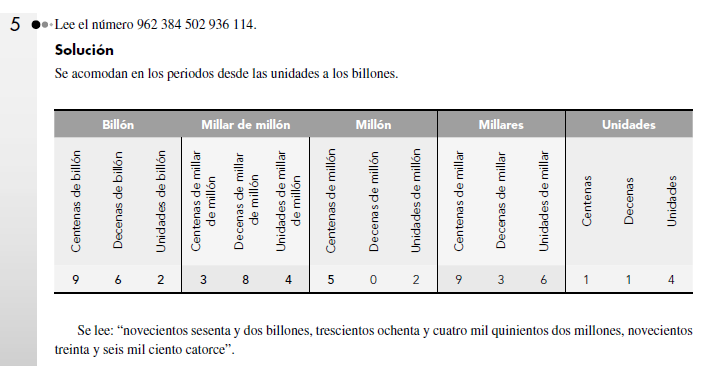 5 Lee el número 962 384 502 936 114.
Solución
Se acomodan en los periodos desde las unidades a los billones.
Billón Millar de millón Millón Millares Unidades
Centenas de billón
Decenas de billón
Unidades de billón
Centenas de millar
de millón
Decenas de millar
de millón
Unidades de millar
de millón
Centenas de millón
Decenas de millón
Unidades de millón
Centenas de millar
Decenas de millar
Unidades de millar
Centenas
Decenas
Unidades
9 6 2 3 8 4 5 0 2 9 3 6 1 1 4
Se lee: “novecientos sesenta y dos billones, trescientos ochenta y cuatro mil quinientos dos millones, novecientos
treinta y seis mil ciento catorce”.